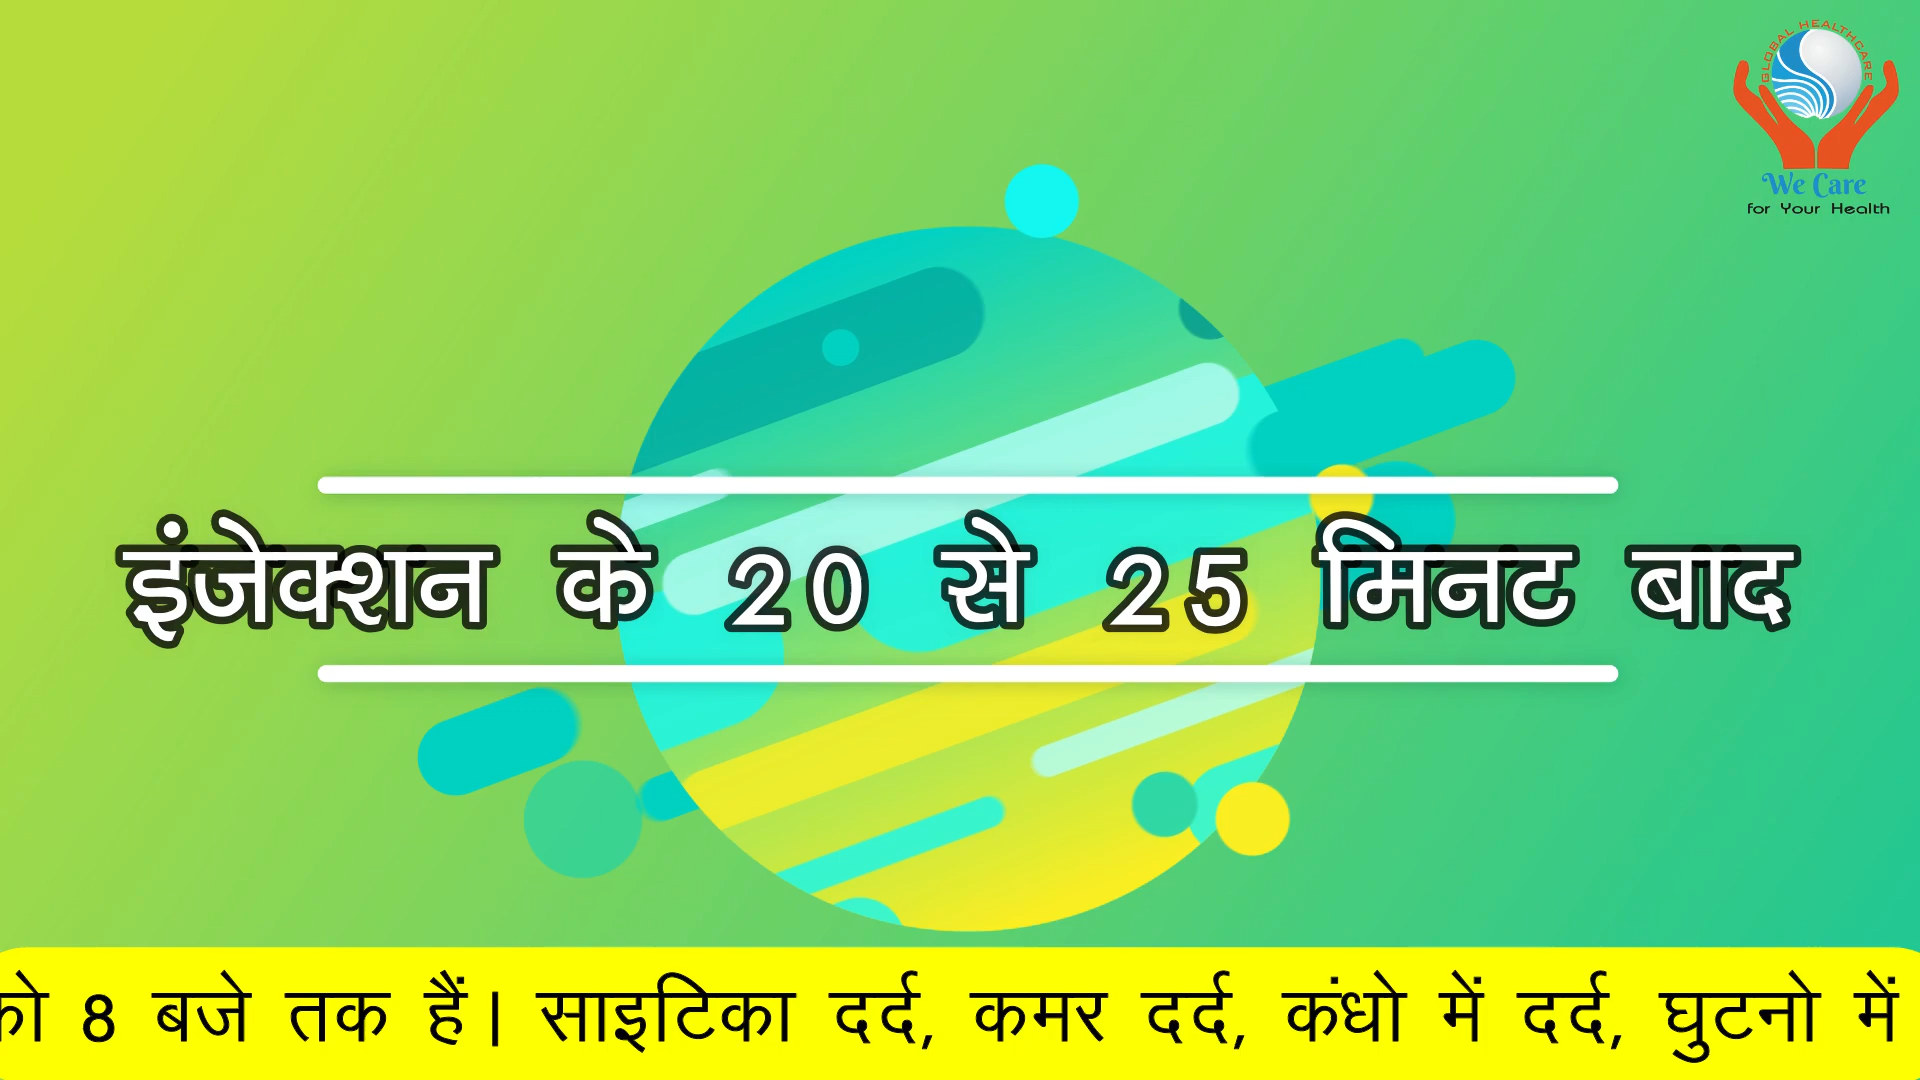 GLOBAL HEALTHCARE
We Care
for Your Health
इंजेक्शन के 20 से 25 मिनट बाद
को 8 बजे तक हैं| साइटिका दर्द, कमर दर्द, कंधो में दर्द, घुटनो में